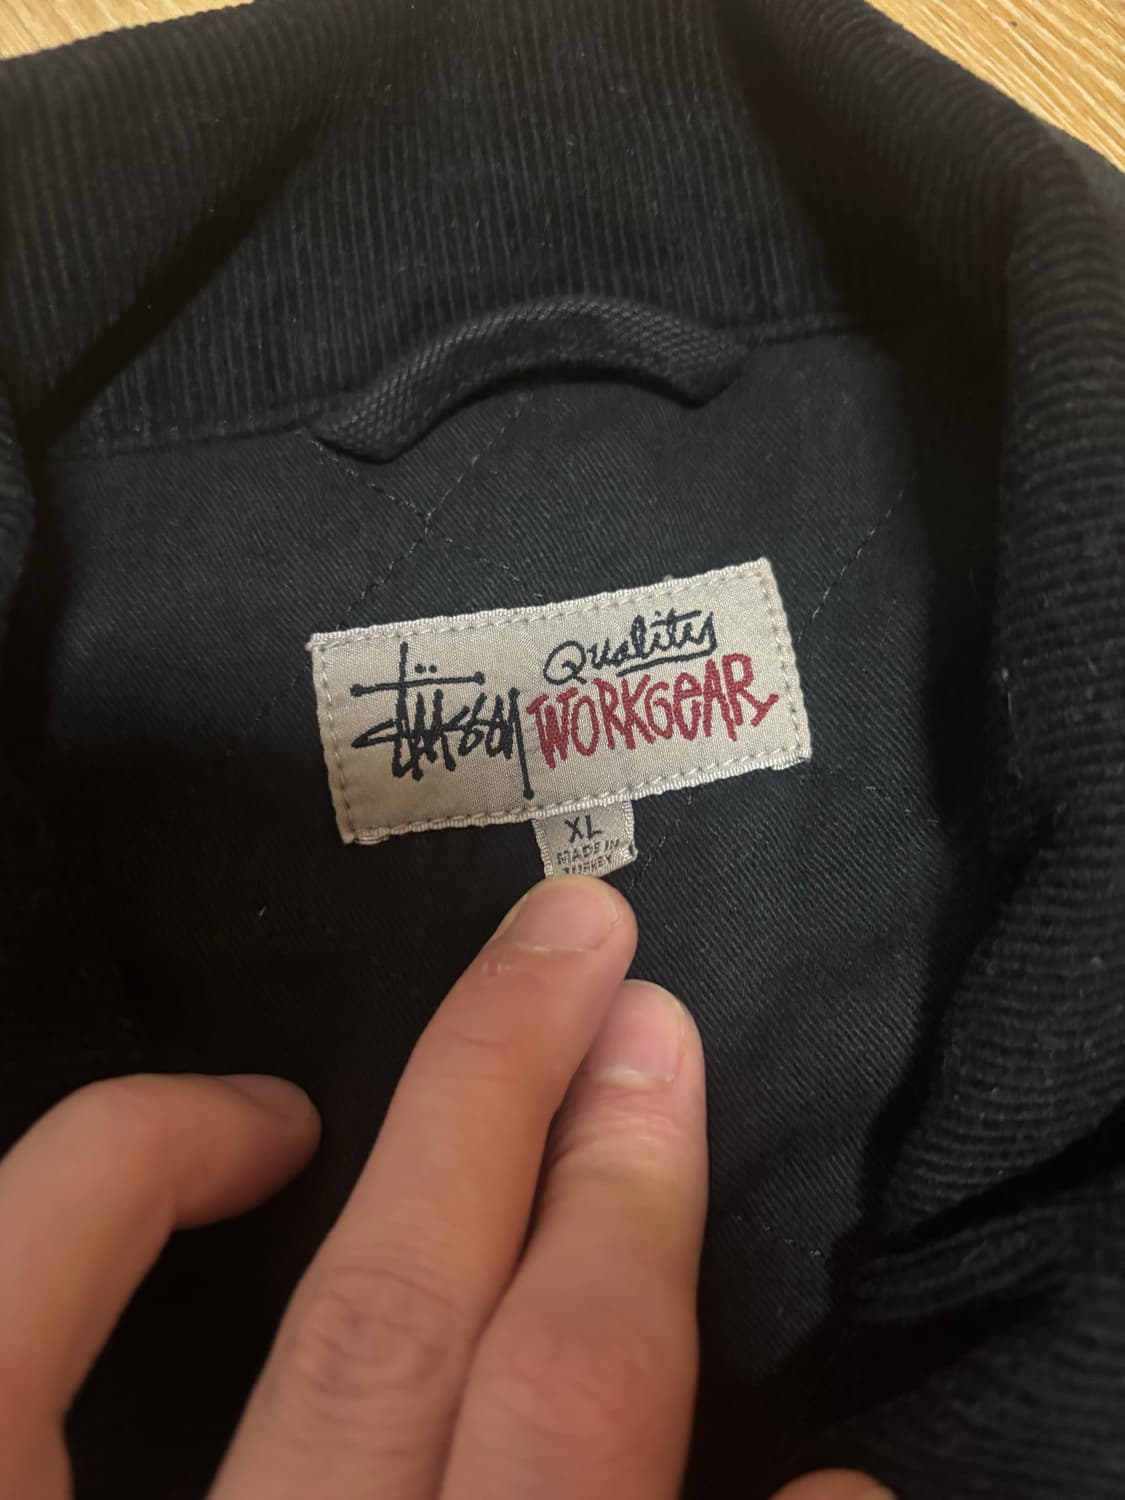 Stüssy
Quality
WORKGEAR
XL
MADE IN
TURKEY